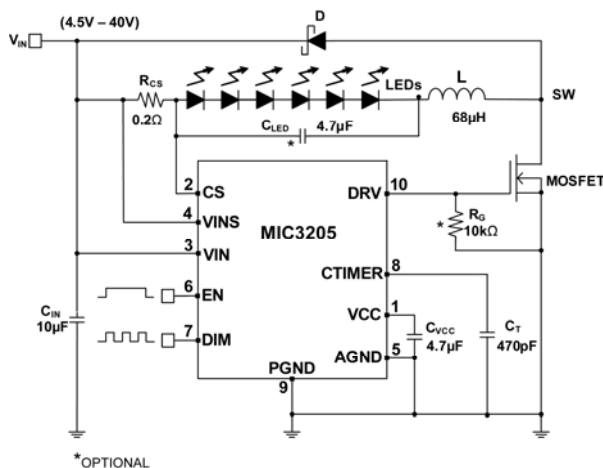 (4.5V – 40V)
D
VIN
RCS
0.2Ω
LEDs
L
68µH
SW
CLED
4.7µF
*
MOSFET
2
CS
4
VINS
3
VIN
6
EN
7
DIM
MIC3205
DRV
10
*
RG
10kΩ
CTIMER
8
VCC
1
CVCC
4.7µF
AGND
5
CT
470pF
PGND
9
CIN
10µF
*OPTIONAL